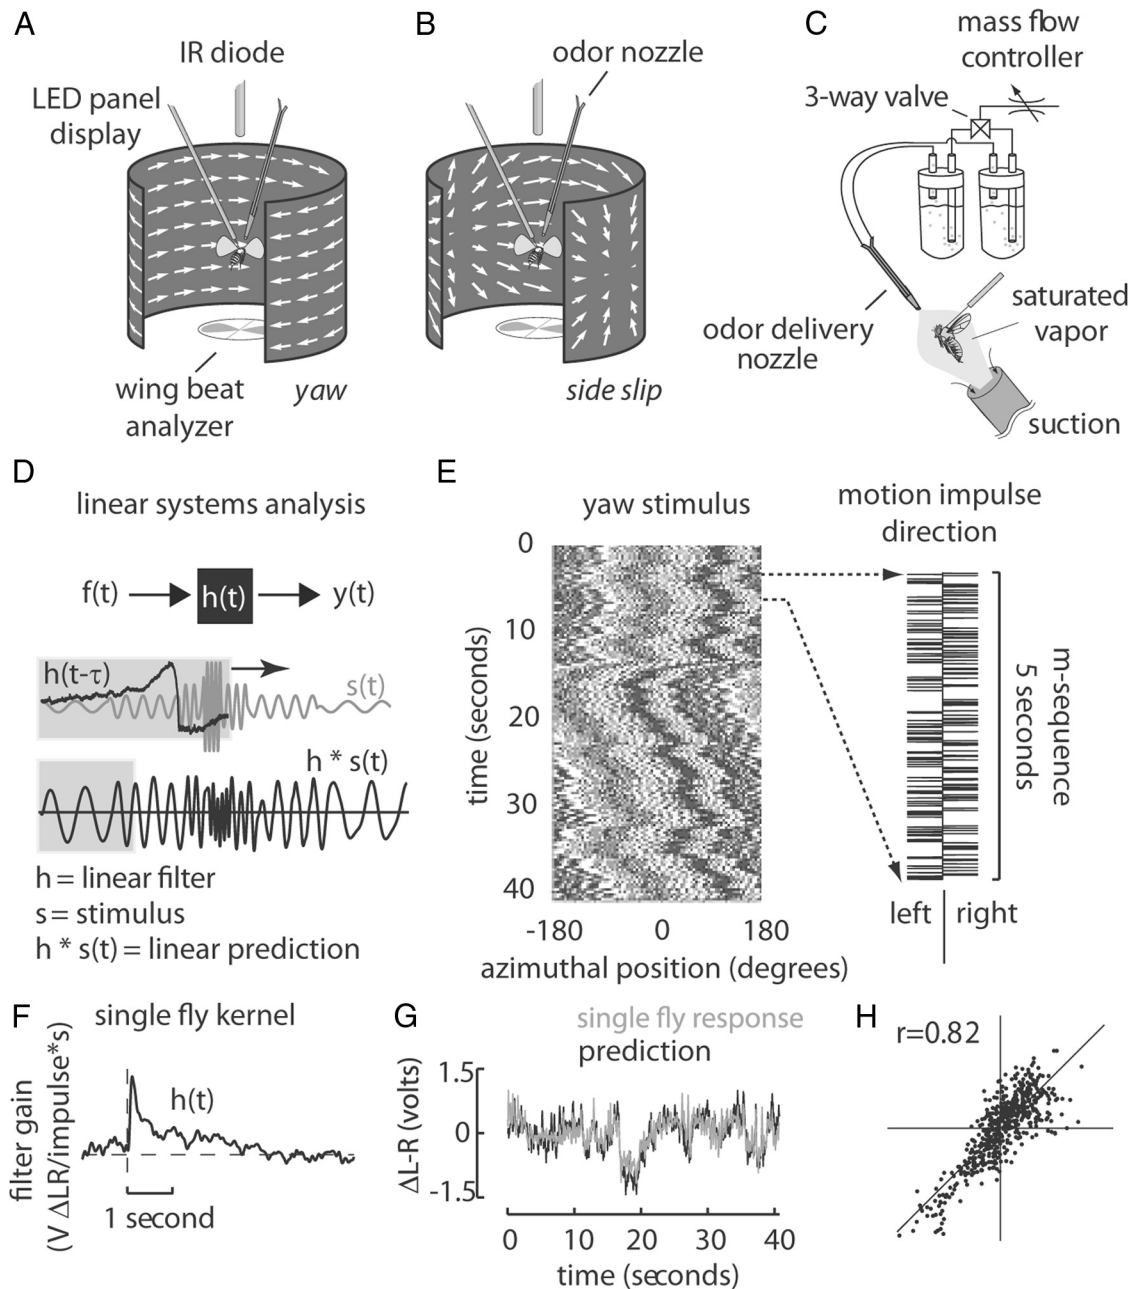 A
IR diode
LED panel
display
wing beat
analyzer
yaw
B
odor nozzle
side slip
C
mass flow
controller
3-way valve
odor delivery
nozzle
saturated
vapor
suction
D
linear systems analysis
f(t)
h(t)
y(t)
h(t-τ)
s(t)
h * s(t)
h = linear filter
s = stimulus
h * s(t) = linear prediction
E
yaw stimulus
time (seconds)
0
10
20
30
40
-180
0
180
azimuthal position (degrees)
motion impulse
direction
m-sequence
5 seconds
left
right
F
single fly kernel
filter gain
(V ΔLR/impulse*s)
h(t)
1 second
G
single fly response
prediction
ΔL-R (volts)
1.5
0
-1.5
0
10
20
30
40
time (seconds)
H
r=0.82